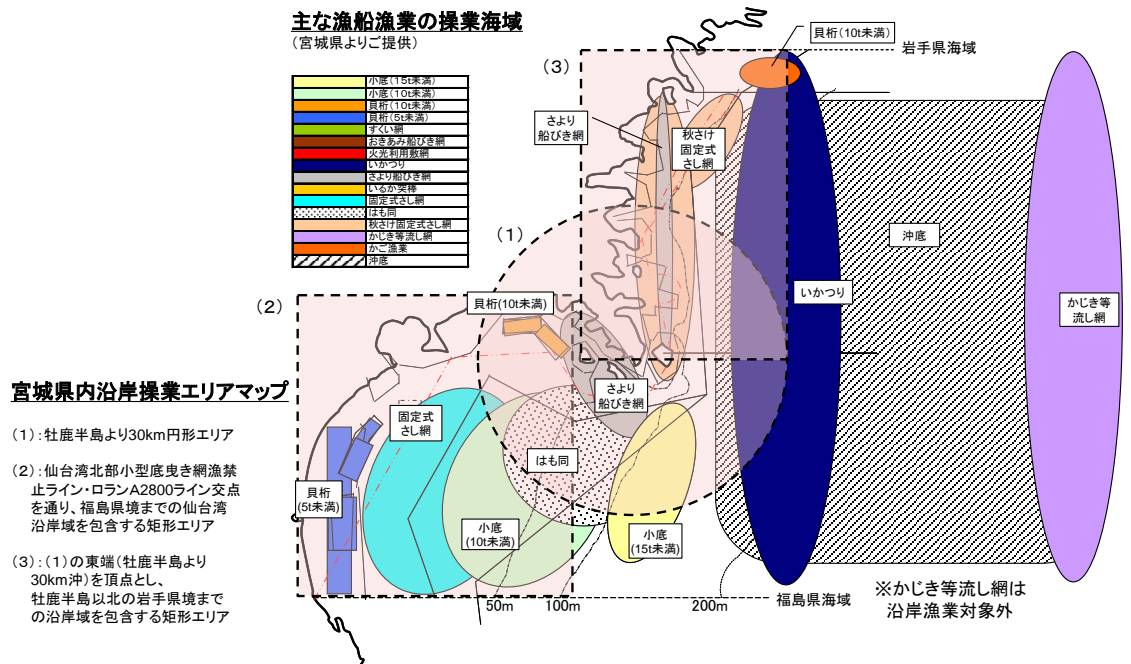 主な漁船漁業の操業海域
(宮城県よりご提供)
小底(15t未満)
小底(10t未満)
貝桁(10t未満)
貝桁(5t未満)
すくい網
おきあみ船びき網
火光利用敷網
いかつり
さより船びき網
いるか突棒
固定式さし網
はも同
秋さけ固定式さし網
かじき等流し網
かご漁業
沖底
宮城県内沿岸操業エリアマップ
(1):牡鹿半島より30km円形エリア
(2):仙台湾北部小型底曳き網漁禁
止ライン・ロランA2800ライン交点
を通り、福島県境までの仙台湾
沿岸域を包含する矩形エリア
(3):(1)の東端(牡鹿半島より
30km沖)を頂点とし、
牡鹿半島以北の岩手県境まで
の沿岸域を包含する矩形エリア
(3)
貝桁(10t未満)
岩手県海域
さより
船びき網
秋さけ
固定式
さし網
(1)
沖底
いかつり
かじき等
流し網
(2)
貝桁(10t未満)
さより
船びき網
固定式
さし網
はも同
貝桁
(5t未満)
小底
(10t未満)
小底
(15t未満)
50m
100m
200m
福島県海域
※かじき等流し網は
沿岸漁業対象外